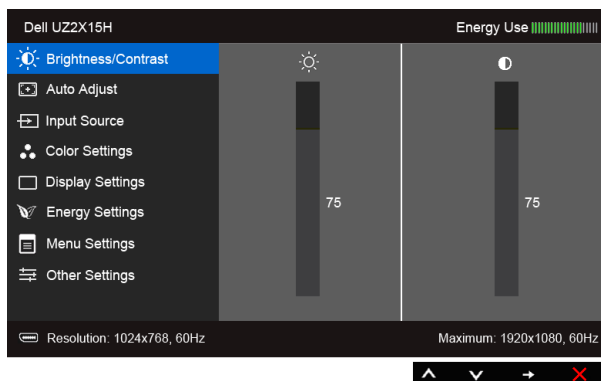 Dell UZ2X15H
Energy Use
Brightness/Contrast
Auto Adjust
Input Source
Color Settings
Display Settings
Energy Settings
Menu Settings
Other Settings
75
75
Resolution: 1024x768, 60Hz
Maximum: 1920x1080, 60Hz